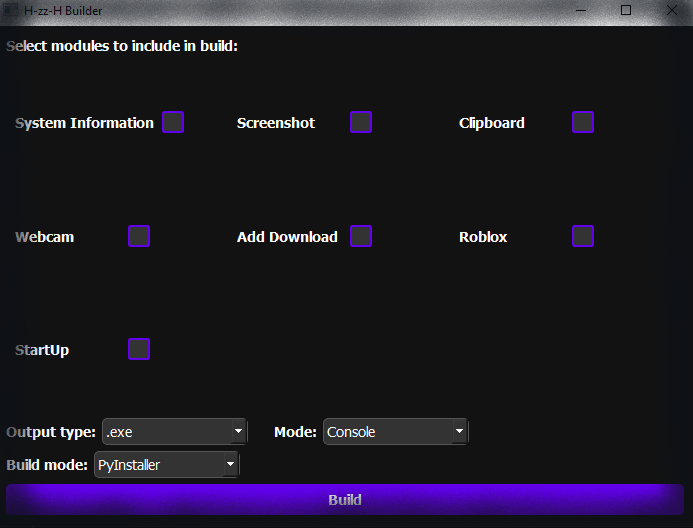 H-zz-H Builder
Select modules to include in build:
System Information Screenshot Clipboard
Webcam Add Download Roblox
StartUp
Output type: .exe Mode: Console
Build mode: PyInstaller
Build